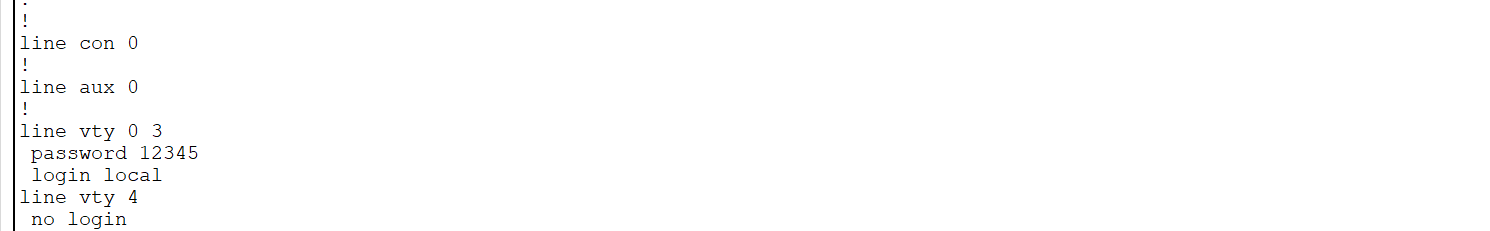 !
line con 0
!
line aux 0
!
line vty 0 3
password 12345
login local
line vty 4
no login